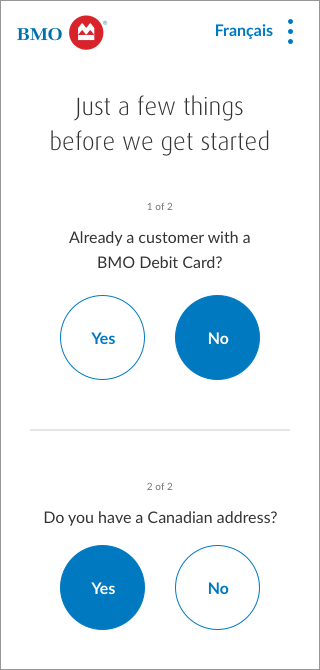 BMO
Français
Just a few things
before we get started
1 of 2
Already a customer with a
BMO Debit Card?
Yes
No
2 of 2
Do you have a Canadian address?
Yes
No